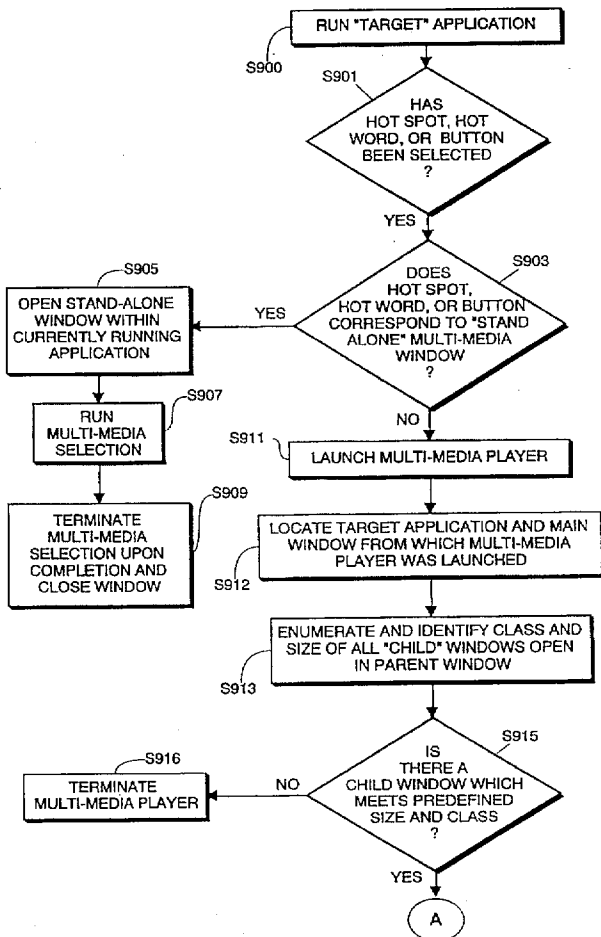 RUN "TARGET" APPLICATION
S900
S901
HAS
HOT SPOT, HOT
WORD, OR BUTTON
BEEN SELECTED
?
YES
S903
DOES
HOT SPOT,
HOT WORD, OR BUTTON
CORRESPOND TO "STAND
ALONE" MULTI-MEDIA
WINDOW
?
YES
S905
OPEN STAND-ALONE
WINDOW WITHIN
CURRENTLY RUNNING
APPLICATION
S907
RUN
MULTI-MEDIA
SELECTION
S909
TERMINATE
MULTI-MEDIA
SELECTION UPON
COMPLETION AND
CLOSE WINDOW
NO
S911
LAUNCH MULTI-MEDIA PLAYER
LOCATE TARGET APPLICATION AND MAIN
WINDOW FROM WHICH MULTI-MEDIA
PLAYER WAS LAUNCHED
S912
ENUMERATE AND IDENTIFY CLASS AND
SIZE OF ALL "CHILD" WINDOWS OPEN
IN PARENT WINDOW
S913
S915
IS
THERE A
CHILD WINDOW WHICH
MEETS PREDEFINED
SIZE AND CLASS
?
NO
S916
TERMINATE
MULTI-MEDIA PLAYER
YES
A